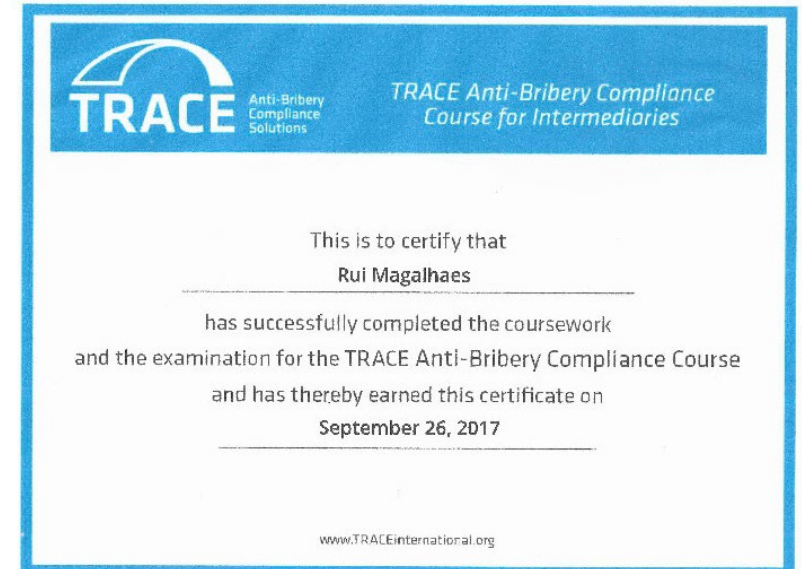 TRACE
Anti-Bribery
Compliance
Solutions
TRACE Anti-Bribery Compliance
Course for Intermediaries
This is to certify that
Rui Magalhaes
has successfully completed the coursework
and the examination for the TRACE Anti-Bribery Compliance Course
and has thereby earned this certificate on
September 26, 2017
www.TRACEinternational.org